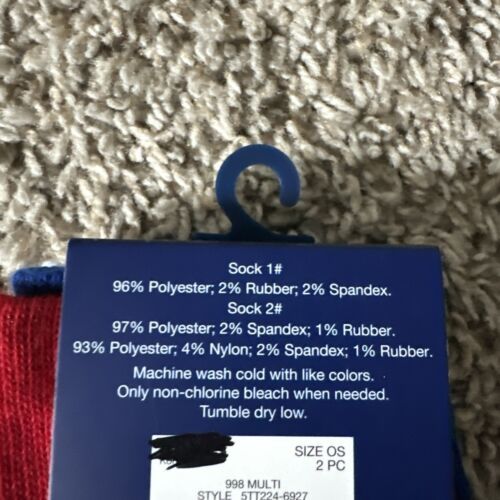 Sock 1#
96% Polyester; 2% Rubber; 2% Spandex.
Sock 2#
97% Polyester; 2% Spandex; 1% Rubber.
93% Polyester; 4% Nylon; 2% Spandex; 1% Rubber.
Machine wash cold with like colors.
Only non-chlorine bleach when needed.
Tumble dry low.
SIZE OS
2 PC
998 MULTI
STYLE 5TT224-6927